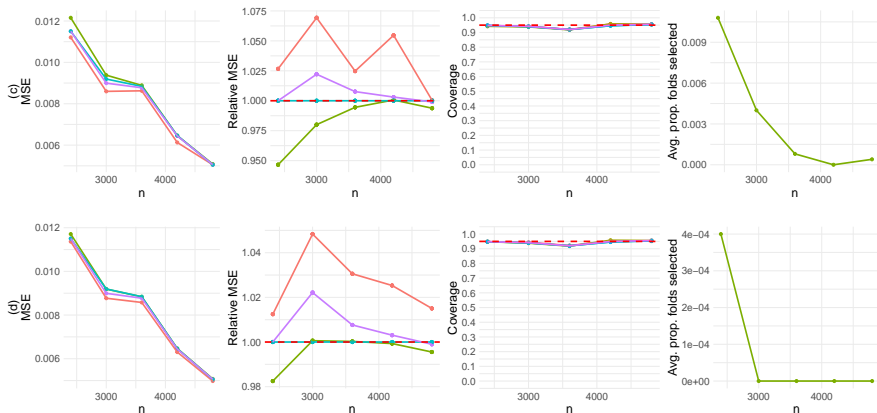 (c)
MSE
0.012
0.010
0.008
0.006
3000
4000
n
Relative MSE
1.075
1.050
1.025
1.000
0.975
0.950
3000
4000
n
Coverage
1.0
0.9
0.8
0.7
0.6
0.5
0.4
0.3
0.2
0.1
0.0
3000
4000
n
Avg. prop. folds selected
0.009
0.006
0.003
0.000
3000
4000
n
(d)
MSE
0.012
0.010
0.008
0.006
3000
4000
n
Relative MSE
1.04
1.02
1.00
0.98
3000
4000
n
Coverage
1.0
0.9
0.8
0.7
0.6
0.5
0.4
0.3
0.2
0.1
0.0
3000
4000
n
Avg. prop. folds selected
4e−04
3e−04
2e−04
1e−04
0e+00
3000
4000
n